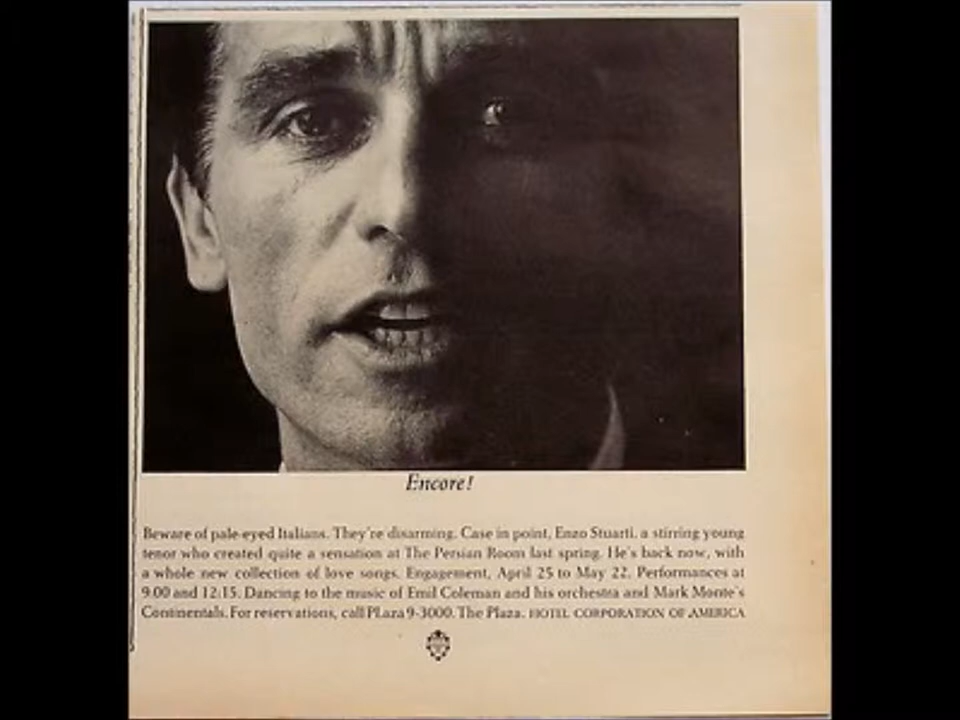 Encore!
Beware of pale-eyed Italians. They're disarming. Case in point, Enzo Stuarti, a stirring young
tenor who created quite a sensation at The Persian Room last spring. He's back now, with
a whole new collection of love songs. Engagement, April 25 to May 22. Performances at
9:00 and 12:15. Dancing to the music of Emil Coleman and his orchestra and Mark Monte's
Continentals. For reservations, call PLaza 9-3000. The Plaza. HOTEL CORPORATION OF AMERICA